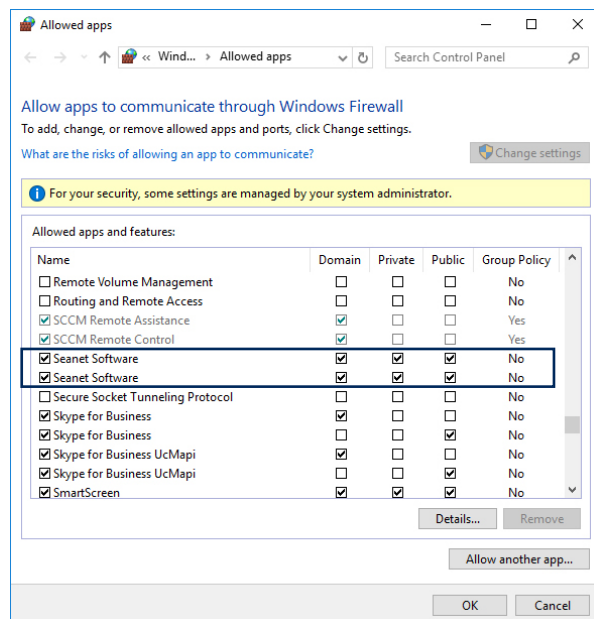 Allowed apps
« Wind... › Allowed apps
Search Control Panel
Allow apps to communicate through Windows Firewall
To add, change, or remove allowed apps and ports, click Change settings.
What are the risks of allowing an app to communicate?
Change settings
For your security, some settings are managed by your system administrator.
Allowed apps and features:
Name Domain Private Public Group Policy
Remote Volume Management No
Routing and Remote Access No
SCCM Remote Assistance Yes
SCCM Remote Control Yes
Seanet Software No
Seanet Software No
Secure Socket Tunneling Protocol No
Skype for Business No
Skype for Business No
Skype for Business UcMapi No
Skype for Business UcMapi No
SmartScreen No
Details... Remove
Allow another app...
OK Cancel